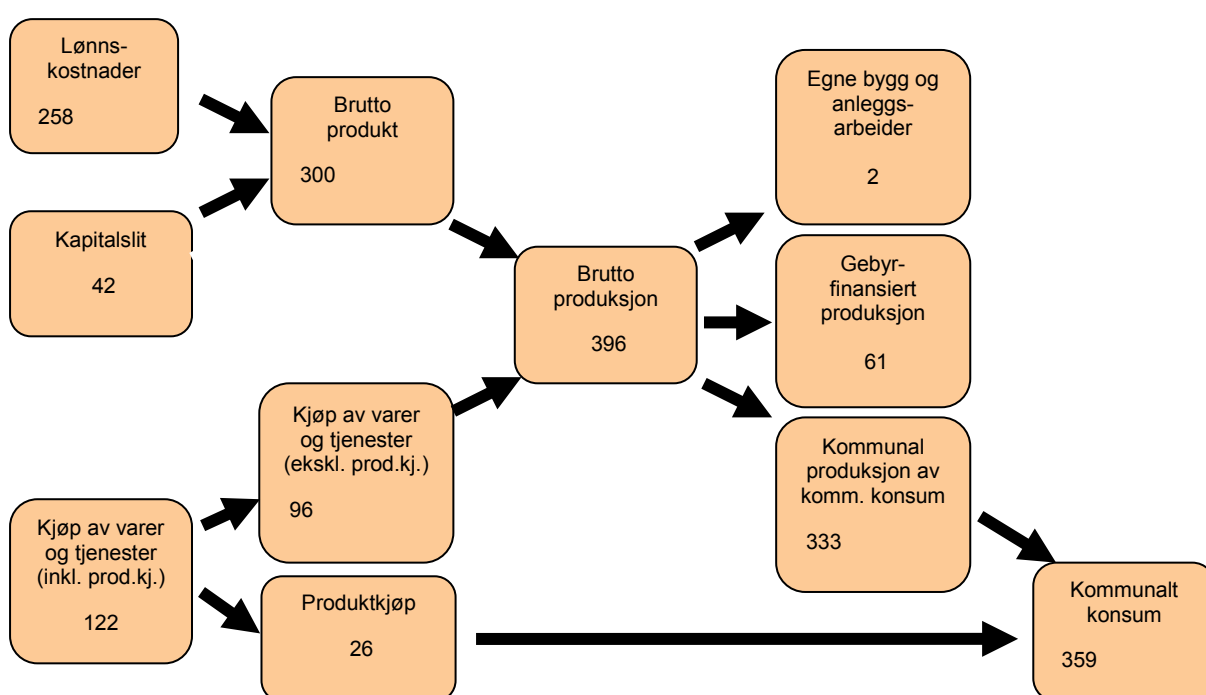 Lønns-
kostnader
258
Kapitalslit
42
Brutto
produkt
300
Kjøp av varer
og tjenester
(inkl. prod.kj.)
122
Kjøp av varer
og tjenester
(ekskl. prod.kj.)
96
Produktkjøp
26
Brutto
produksjon
396
Egne bygg og
anleggs-
arbeider
2
Gebyr-
finansiert
produksjon
61
Kommunal
produksjon av
komm. konsum
333
Kommunalt
konsum
359